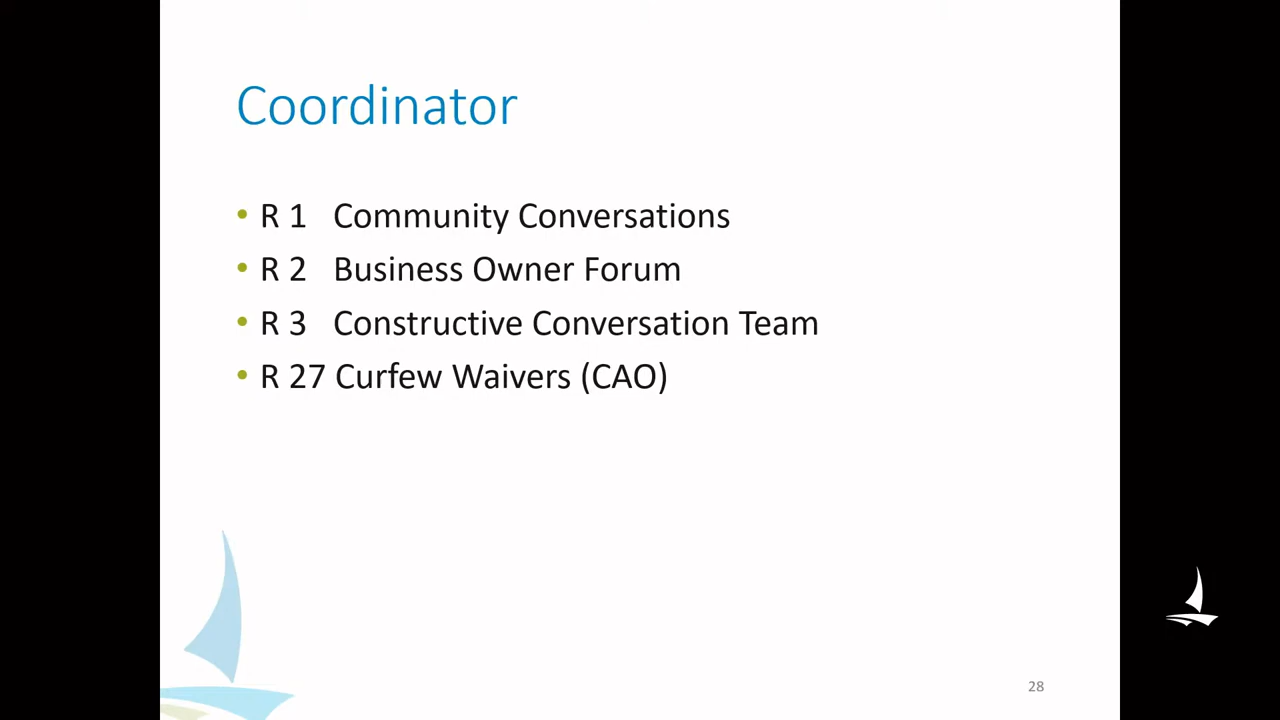 Coordinator
• R 1 Community Conversations
• R 2 Business Owner Forum
• R 3 Constructive Conversation Team
• R 27 Curfew Waivers (CAO)
28